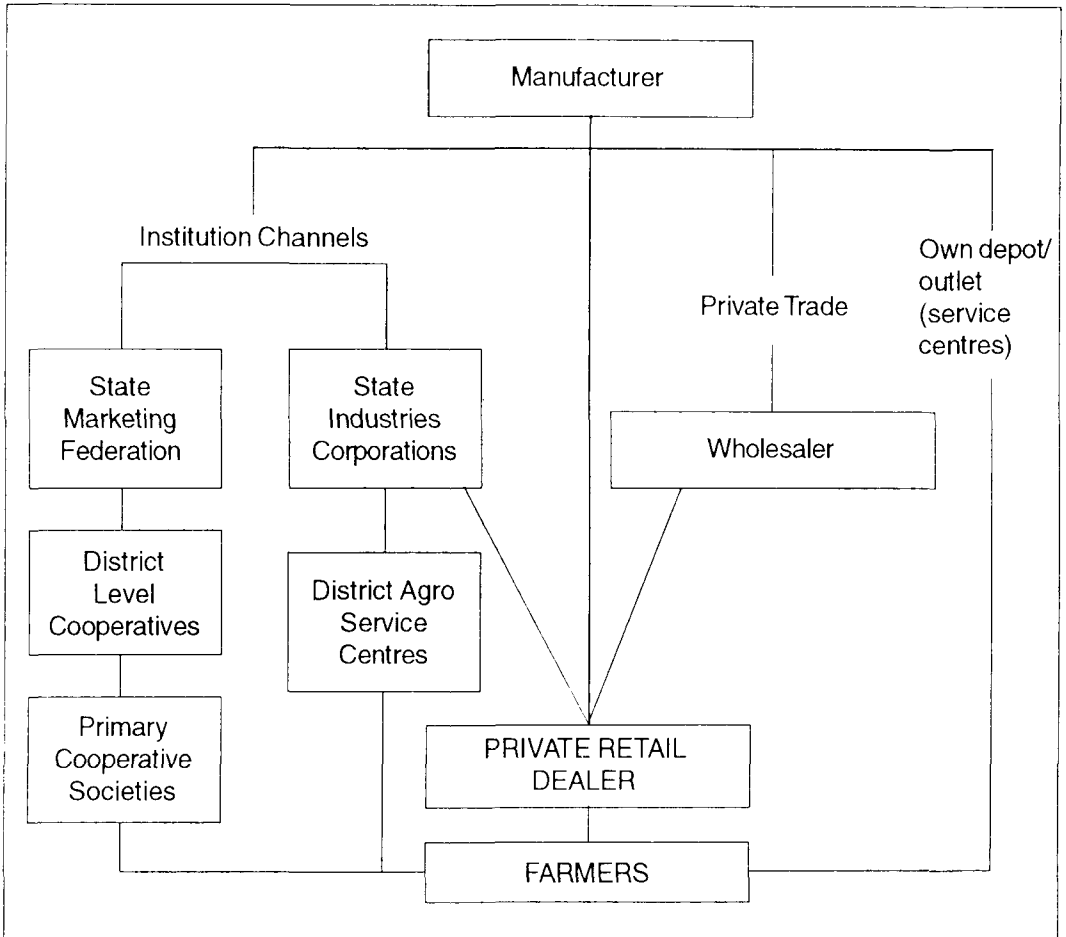 Manufacturer
Institution Channels
Own depot/
outlet
(service
centres)
Private Trade
State
Marketing
Federation
State
Industries
Corporations
Wholesaler
District
Level
Cooperatives
District Agro
Service
Centres
Primary
Cooperative
Societies
PRIVATE RETAIL
DEALER
FARMERS